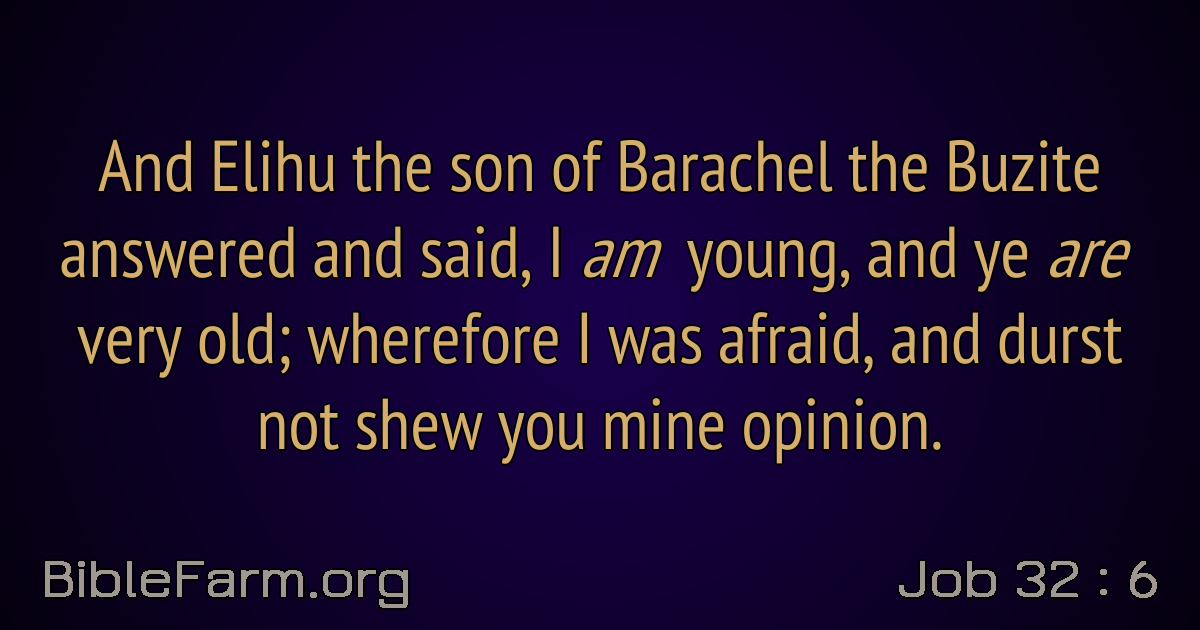 And Elihu the son of Barachel the Buzite
answered and said, I am young, and ye are
very old; wherefore I was afraid, and durst
not shew you mine opinion.
BibleFarm.org
Job 32 : 6